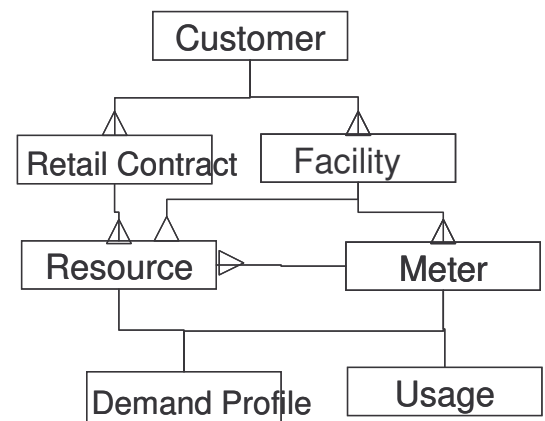 Customer
Retail Contract
Facility
Resource
Meter
Demand Profile
Usage